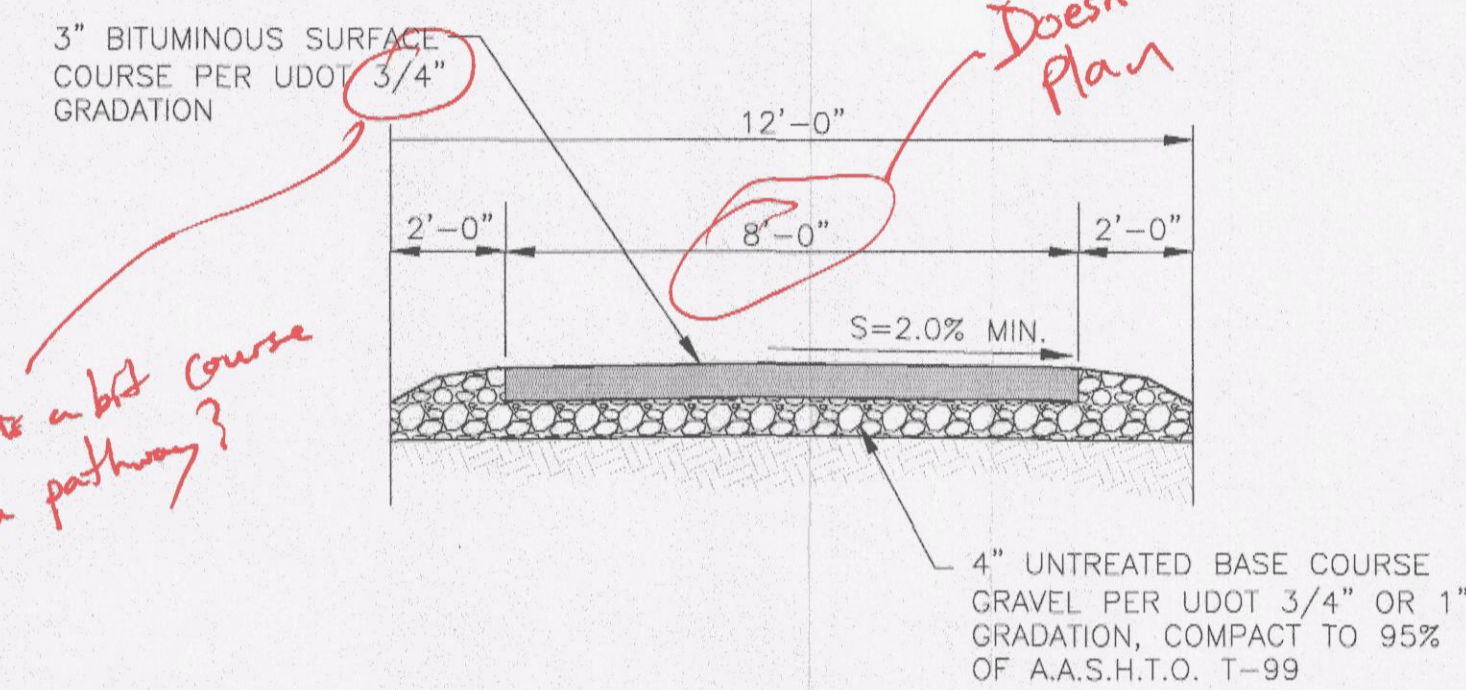 3" BITUMINOUS SURFACE
COURSE PER UDOT 3/4"
GRADATION
Plan
12'-0"
2'-0"
8'-0"
2'-0"
S=2.0% MIN.
a bit course
pathway?
4" UNTREATED BASE COURSE
GRAVEL PER UDOT 3/4" OR 1"
GRADATION, COMPACT TO 95%
OF A.A.S.H.T.O. T-99